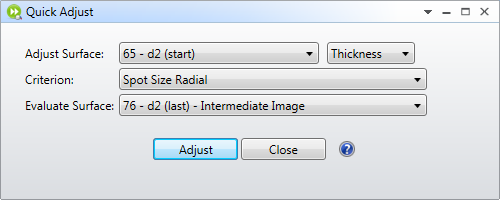 Quick Adjust
Adjust Surface: 65 - d2 (start) Thickness
Criterion: Spot Size Radial
Evaluate Surface: 76 - d2 (last) - Intermediate Image
Adjust Close ?